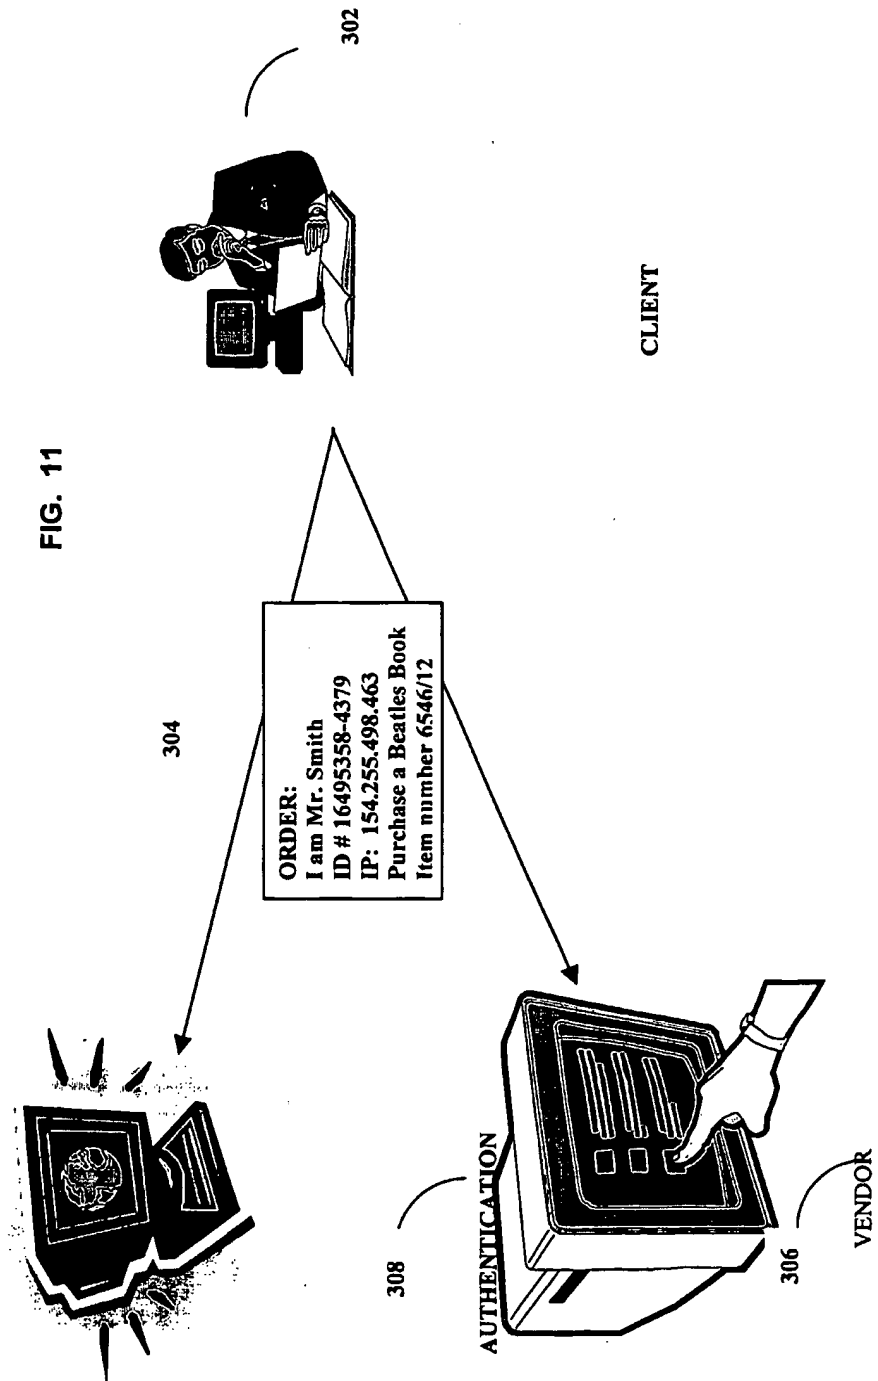 FIG. 11
302
304
ORDER:
I am Mr. Smith
ID # 16495358-4379
IP: 154.255.498.463
Purchase a Beatles Book
Item number 6546/12
CLIENT
308
AUTHENTICATION
306
VENDOR